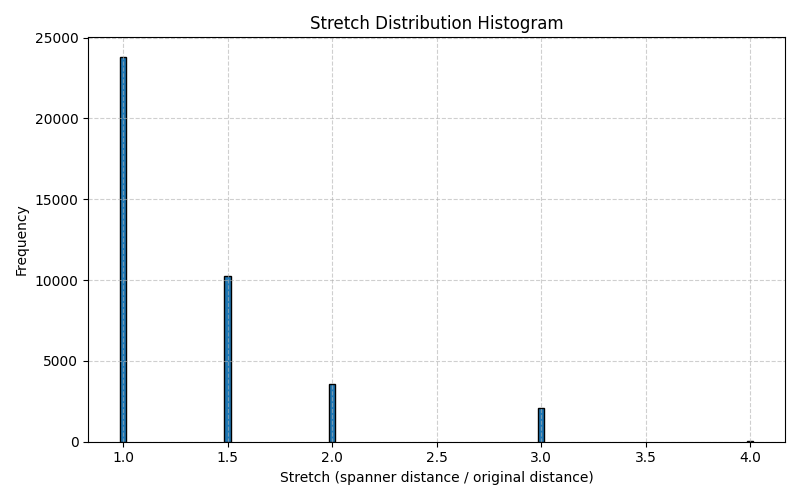 Stretch Distribution Histogram
25000
20000
15000
10000
5000
0
Frequency
1.0 1.5 2.0 2.5 3.0 3.5 4.0
Stretch (spanner distance / original distance)